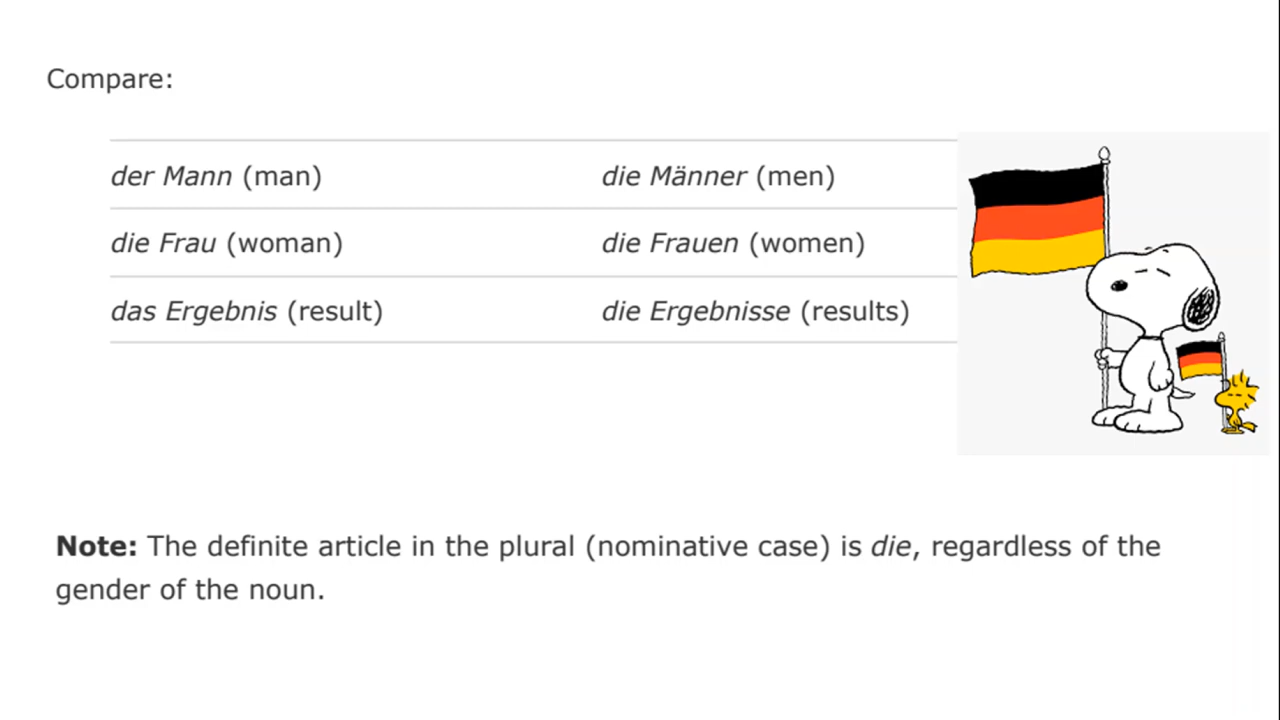 Compare:
der Mann (man) die Männer (men)
die Frau (woman) die Frauen (women)
das Ergebnis (result) die Ergebnisse (results)
Note: The definite article in the plural (nominative case) is die, regardless of the
gender of the noun.